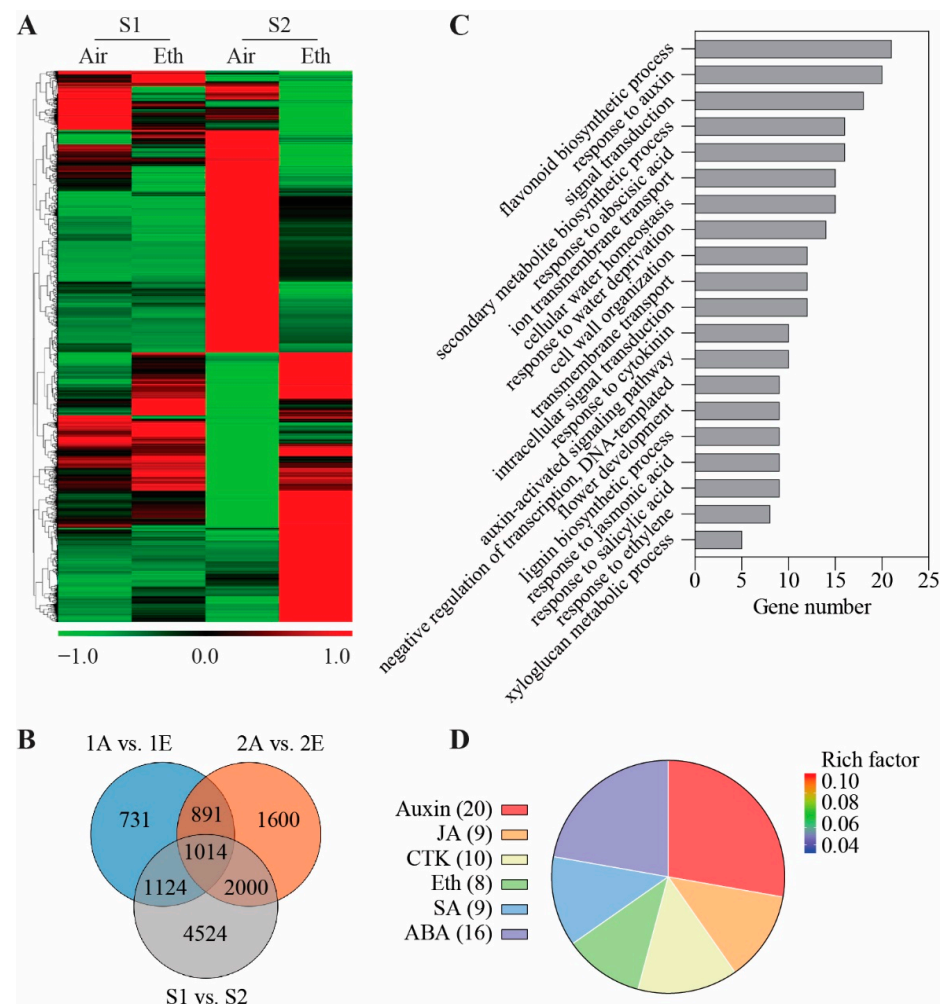 A
S1 S2
Air Eth Air Eth
−1.0 0.0 1.0
B
1A vs. 1E 2A vs. 2E
731 891 1600
1014
1124 2000
4524
S1 vs. S2
C
flavonoid biosynthetic process
response to auxin
signal transduction
secondary metabolite biosynthetic process
response to abscisic acid
ion transmembrane transport
cellular water homeostasis
response to water deprivation
cell wall organization
transmembrane transport
intracellular signal transduction
response to cytokinin
auxin-activated signaling pathway
negative regulation of transcription, DNA-templated
flower development
lignin biosynthetic process
response to jasmonic acid
response to salicylic acid
response to ethylene
xyloglucan metabolic process
0 5 10 15 20 25
Gene number
D
Auxin (20)
JA (9)
CTK (10)
Eth (8)
SA (9)
ABA (16)
Rich factor
0.10
0.08
0.06
0.04